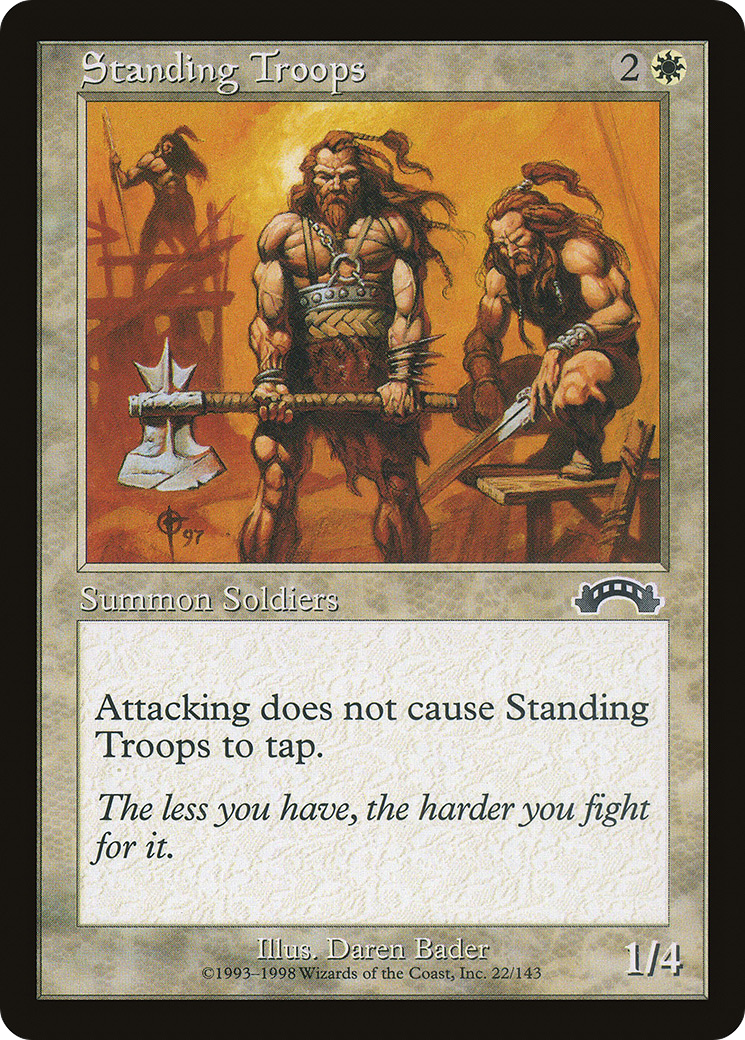 Standing Troops
2
97
Summon Soldiers
Attacking does not cause Standing
Troops to tap.
The less you have, the harder you fight
for it.
Illus. Daren Bader
©1993–1998 Wizards of the Coast, Inc. 22/143
1/4